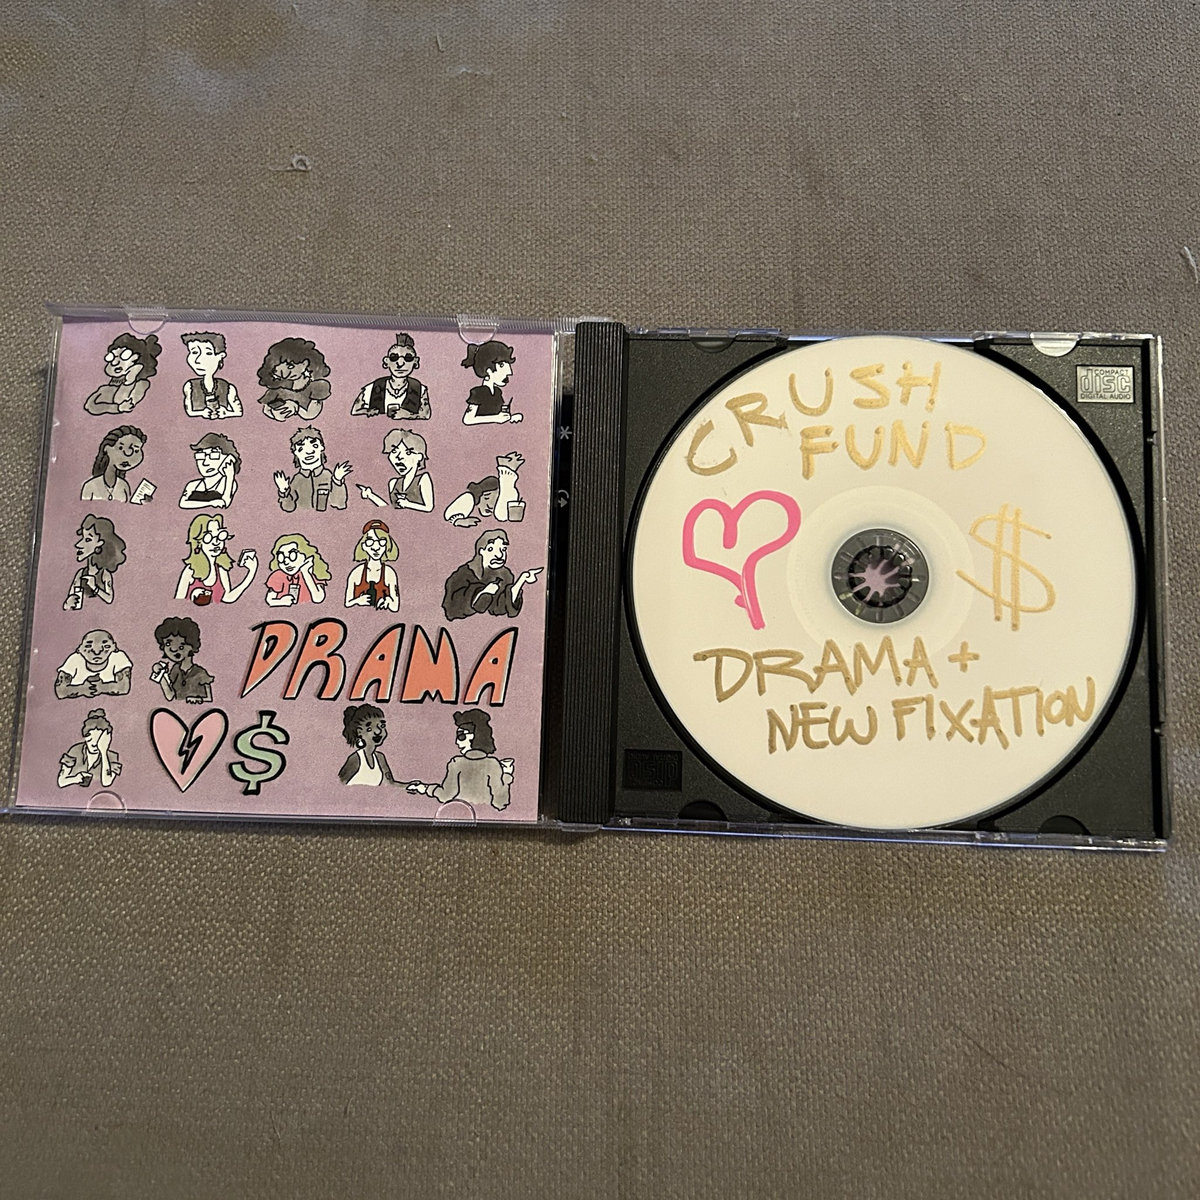 DRAMA
$
CRUSH
FUND
$
DRAMA +
NEW FIXATION
COMPACT
disc
DIGITAL AUDIO